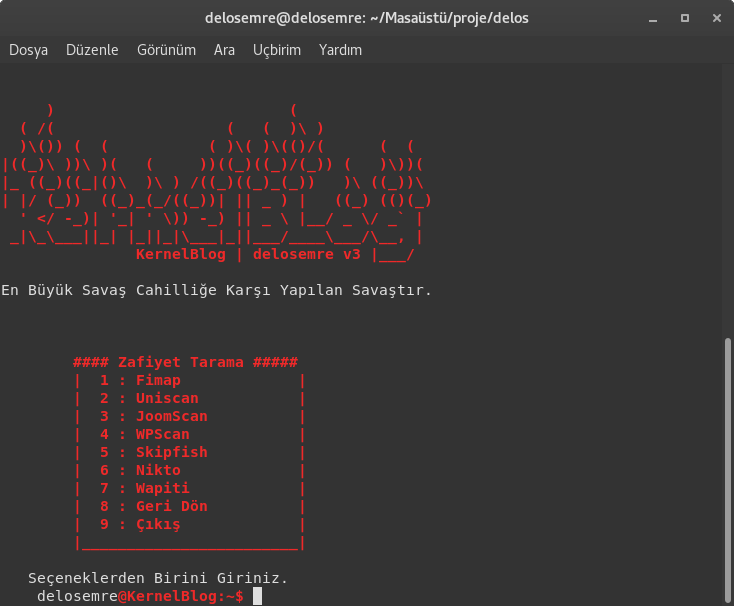 delosemre@delosemre: ~/Masaüstü/proje/delos
Dosya Düzenle Görünüm Ara Uçbirim Yardım
KernelBlog | delosemre v3
En Büyük Savaş Cahilliğe Karşı Yapılan Savaştır.
#### Zafiyet Tarama #####
| 1 : Fimap |
| 2 : Uniscan |
| 3 : JoomScan |
| 4 : WPScan |
| 5 : Skipfish |
| 6 : Nikto |
| 7 : Wapiti |
| 8 : Geri Dön |
| 9 : Çıkış |
|________________________|
Seçeneklerden Birini Giriniz.
delosemre@KernelBlog:~$